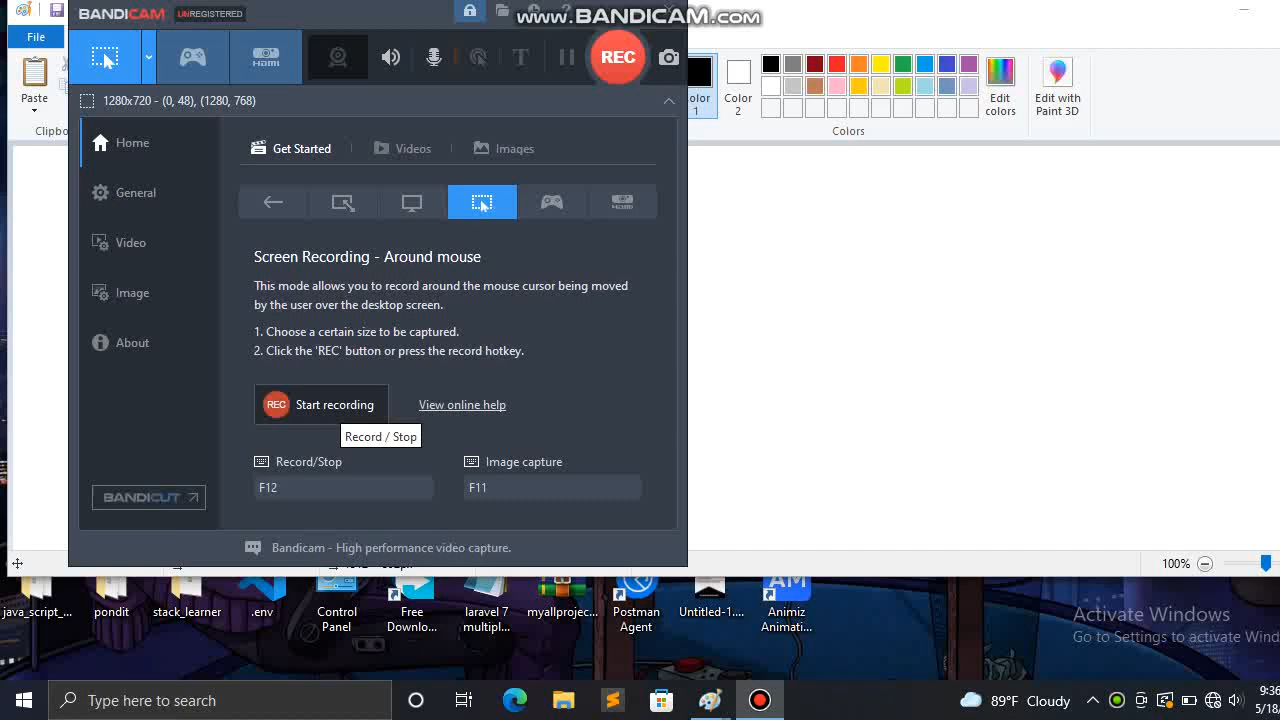 BANDICAM UNREGISTERED
www.BANDICAM.com
File
HDMI
T
REC
Paste
Color
2
1
Edit
colors
Edit with
Paint 3D
1280x720 - (0, 48), (1280, 768)
Colors
Home
General
Video
Image
About
BANDICUT
Get Started
Videos
Images
HDMI
Screen Recording - Around mouse
This mode allows you to record around the mouse cursor being moved
by the user over the desktop screen.
1. Choose a certain size to be captured.
2. Click the 'REC' button or press the record hotkey.
REC Start recording
View online help
Record / Stop
Record/Stop
Image capture
F12
F11
Bandicam - High performance video capture.
100%
java_script_...
pondit
stack_learner
.env
Control
Panel
Free
Downlo...
laravel 7
multipl...
myallprojec...
Postman
Agent
Untitled-1....
AM
Animiz
Animati...
Activate Windows
Go to Settings to activate Wind
Type here to search
89°F Cloudy
5/18/